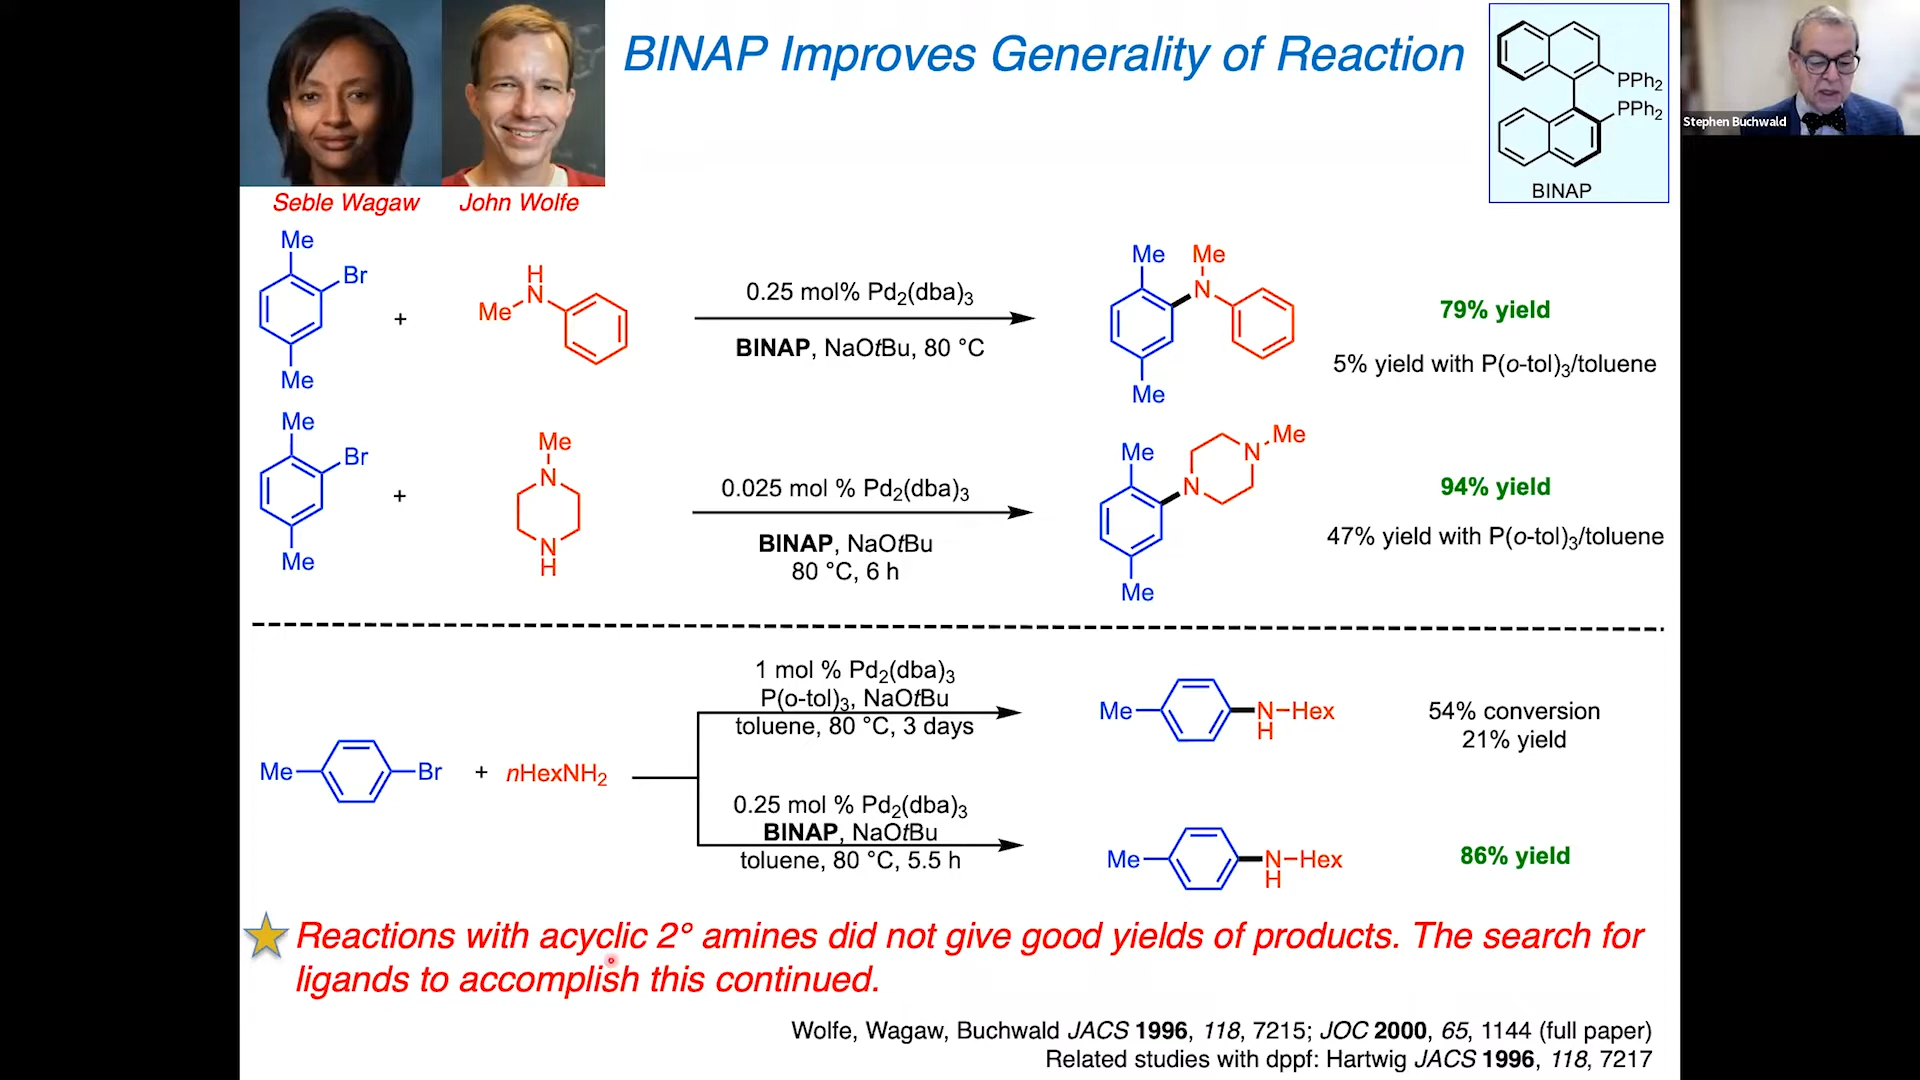 BINAP Improves Generality of Reaction
PPh2
PPh2
BINAP
Stephen Buchwald
Seble Wagaw
John Wolfe
Me
Br
Me
+
H
N
Me
0.25 mol% Pd2(dba)3
BINAP, NaOtBu, 80 °C
Me
Me
N
Me
79% yield
5% yield with P(o-tol)3/toluene
Me
Br
Me
+
Me
N
N
H
0.025 mol % Pd2(dba)3
BINAP, NaOtBu
80 °C, 6 h
Me
N
N
Me
Me
94% yield
47% yield with P(o-tol)3/toluene
Me
Br
+ nHexNH2
1 mol % Pd2(dba)3
P(o-tol)3, NaOtBu
toluene, 80 °C, 3 days
Me
N
H
Hex
54% conversion
21% yield
0.25 mol % Pd2(dba)3
BINAP, NaOtBu
toluene, 80 °C, 5.5 h
Me
N
H
Hex
86% yield
Reactions with acyclic 2° amines did not give good yields of products. The search for
ligands to accomplish this continued.
Wolfe, Wagaw, Buchwald JACS 1996, 118, 7215; JOC 2000, 65, 1144 (full paper)
Related studies with dppf: Hartwig JACS 1996, 118, 7217